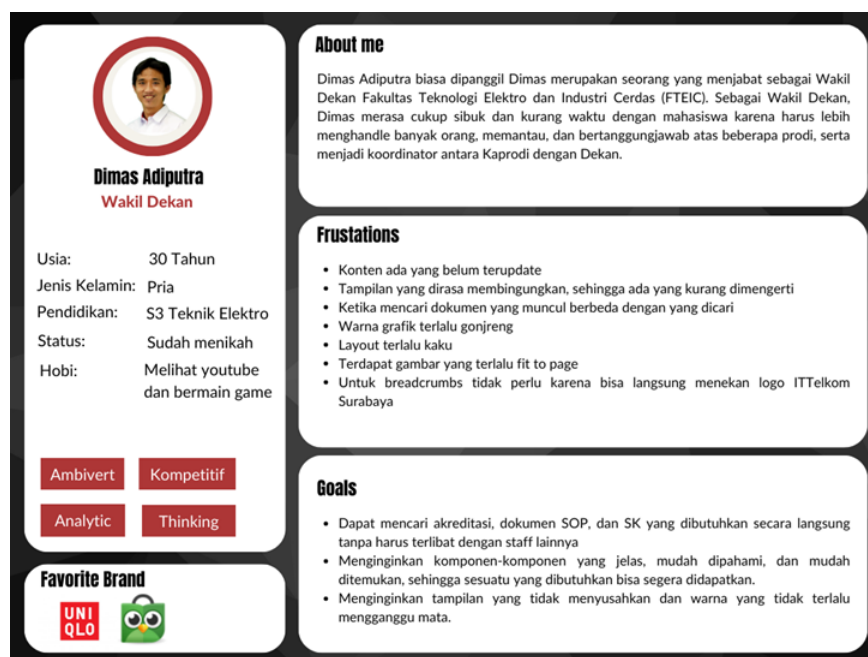 Dimas Adiputra
Wakil Dekan
Usia: 30 Tahun
Jenis Kelamin: Pria
Pendidikan: S3 Teknik Elektro
Status: Sudah menikah
Hobi: Melihat youtube
dan bermain game
Ambivert Kompetitif
Analytic Thinking
Favorite Brand
UNI
QLO
About me
Dimas Adiputra biasa dipanggil Dimas merupakan seorang yang menjabat sebagai Wakil
Dekan Fakultas Teknologi Elektro dan Industri Cerdas (FTEIC). Sebagai Wakil Dekan,
Dimas merasa cukup sibuk dan kurang waktu dengan mahasiswa karena harus lebih
menghandle banyak orang, memantau, dan bertanggungjawab atas beberapa prodi, serta
menjadi koordinator antara Kaprodi dengan Dekan.
Frustations
• Konten ada yang belum terupdate
• Tampilan yang dirasa membingungkan, sehingga ada yang kurang dimengerti
• Ketika mencari dokumen yang muncul berbeda dengan yang dicari
• Warna grafik terlalu gonjreng
• Layout terlalu kaku
• Terdapat gambar yang terlalu fit to page
• Untuk breadcrumbs tidak perlu karena bisa langsung menekan logo ITTelkom
Surabaya
Goals
• Dapat mencari akreditasi, dokumen SOP, dan SK yang dibutuhkan secara langsung
tanpa harus terlibat dengan staff lainnya
• Menginginkan komponen-komponen yang jelas, mudah dipahami, dan mudah
ditemukan, sehingga sesuatu yang dibutuhkan bisa segera didapatkan.
• Menginginkan tampilan yang tidak menyusahkan dan warna yang tidak terlalu
mengganggu mata.